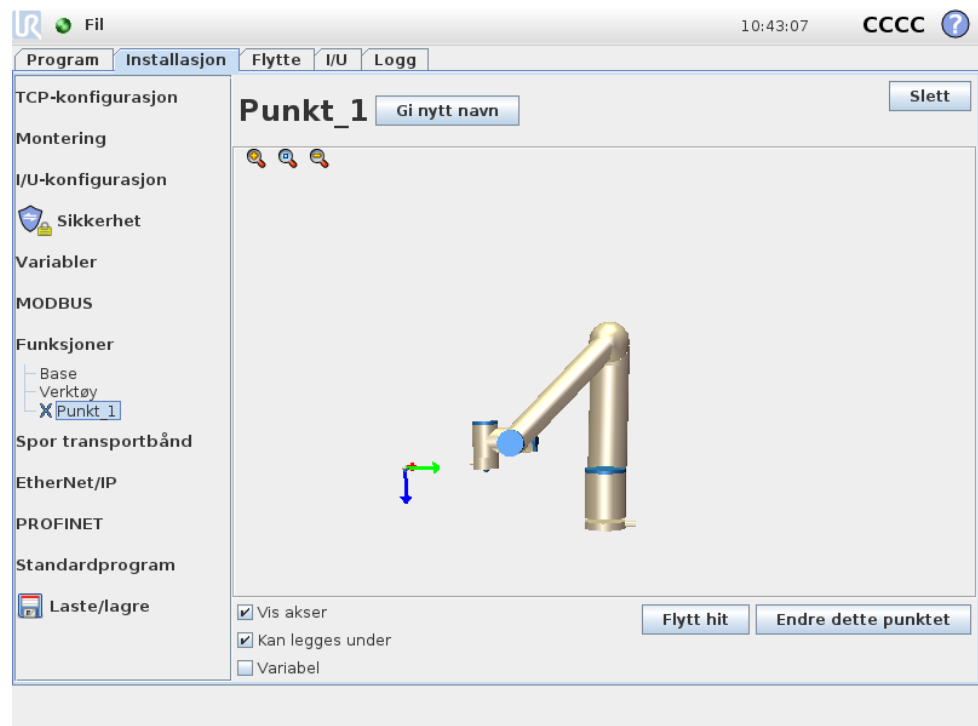 UR Fil 10:43:07 CCCC ?
Program Installasjon Flytte I/U Logg
TCP-konfigurasjon
Montering
I/U-konfigurasjon
Sikkerhet
Variabler
MODBUS
Funksjoner
Base
Verktøy
Punkt_1
Spor transportbånd
EtherNet/IP
PROFINET
Standardprogram
Laste/lagre
Punkt_1 Gi nytt navn Slett
Vis akser
Kan legges under
Variabel
Flytt hit Endre dette punktet